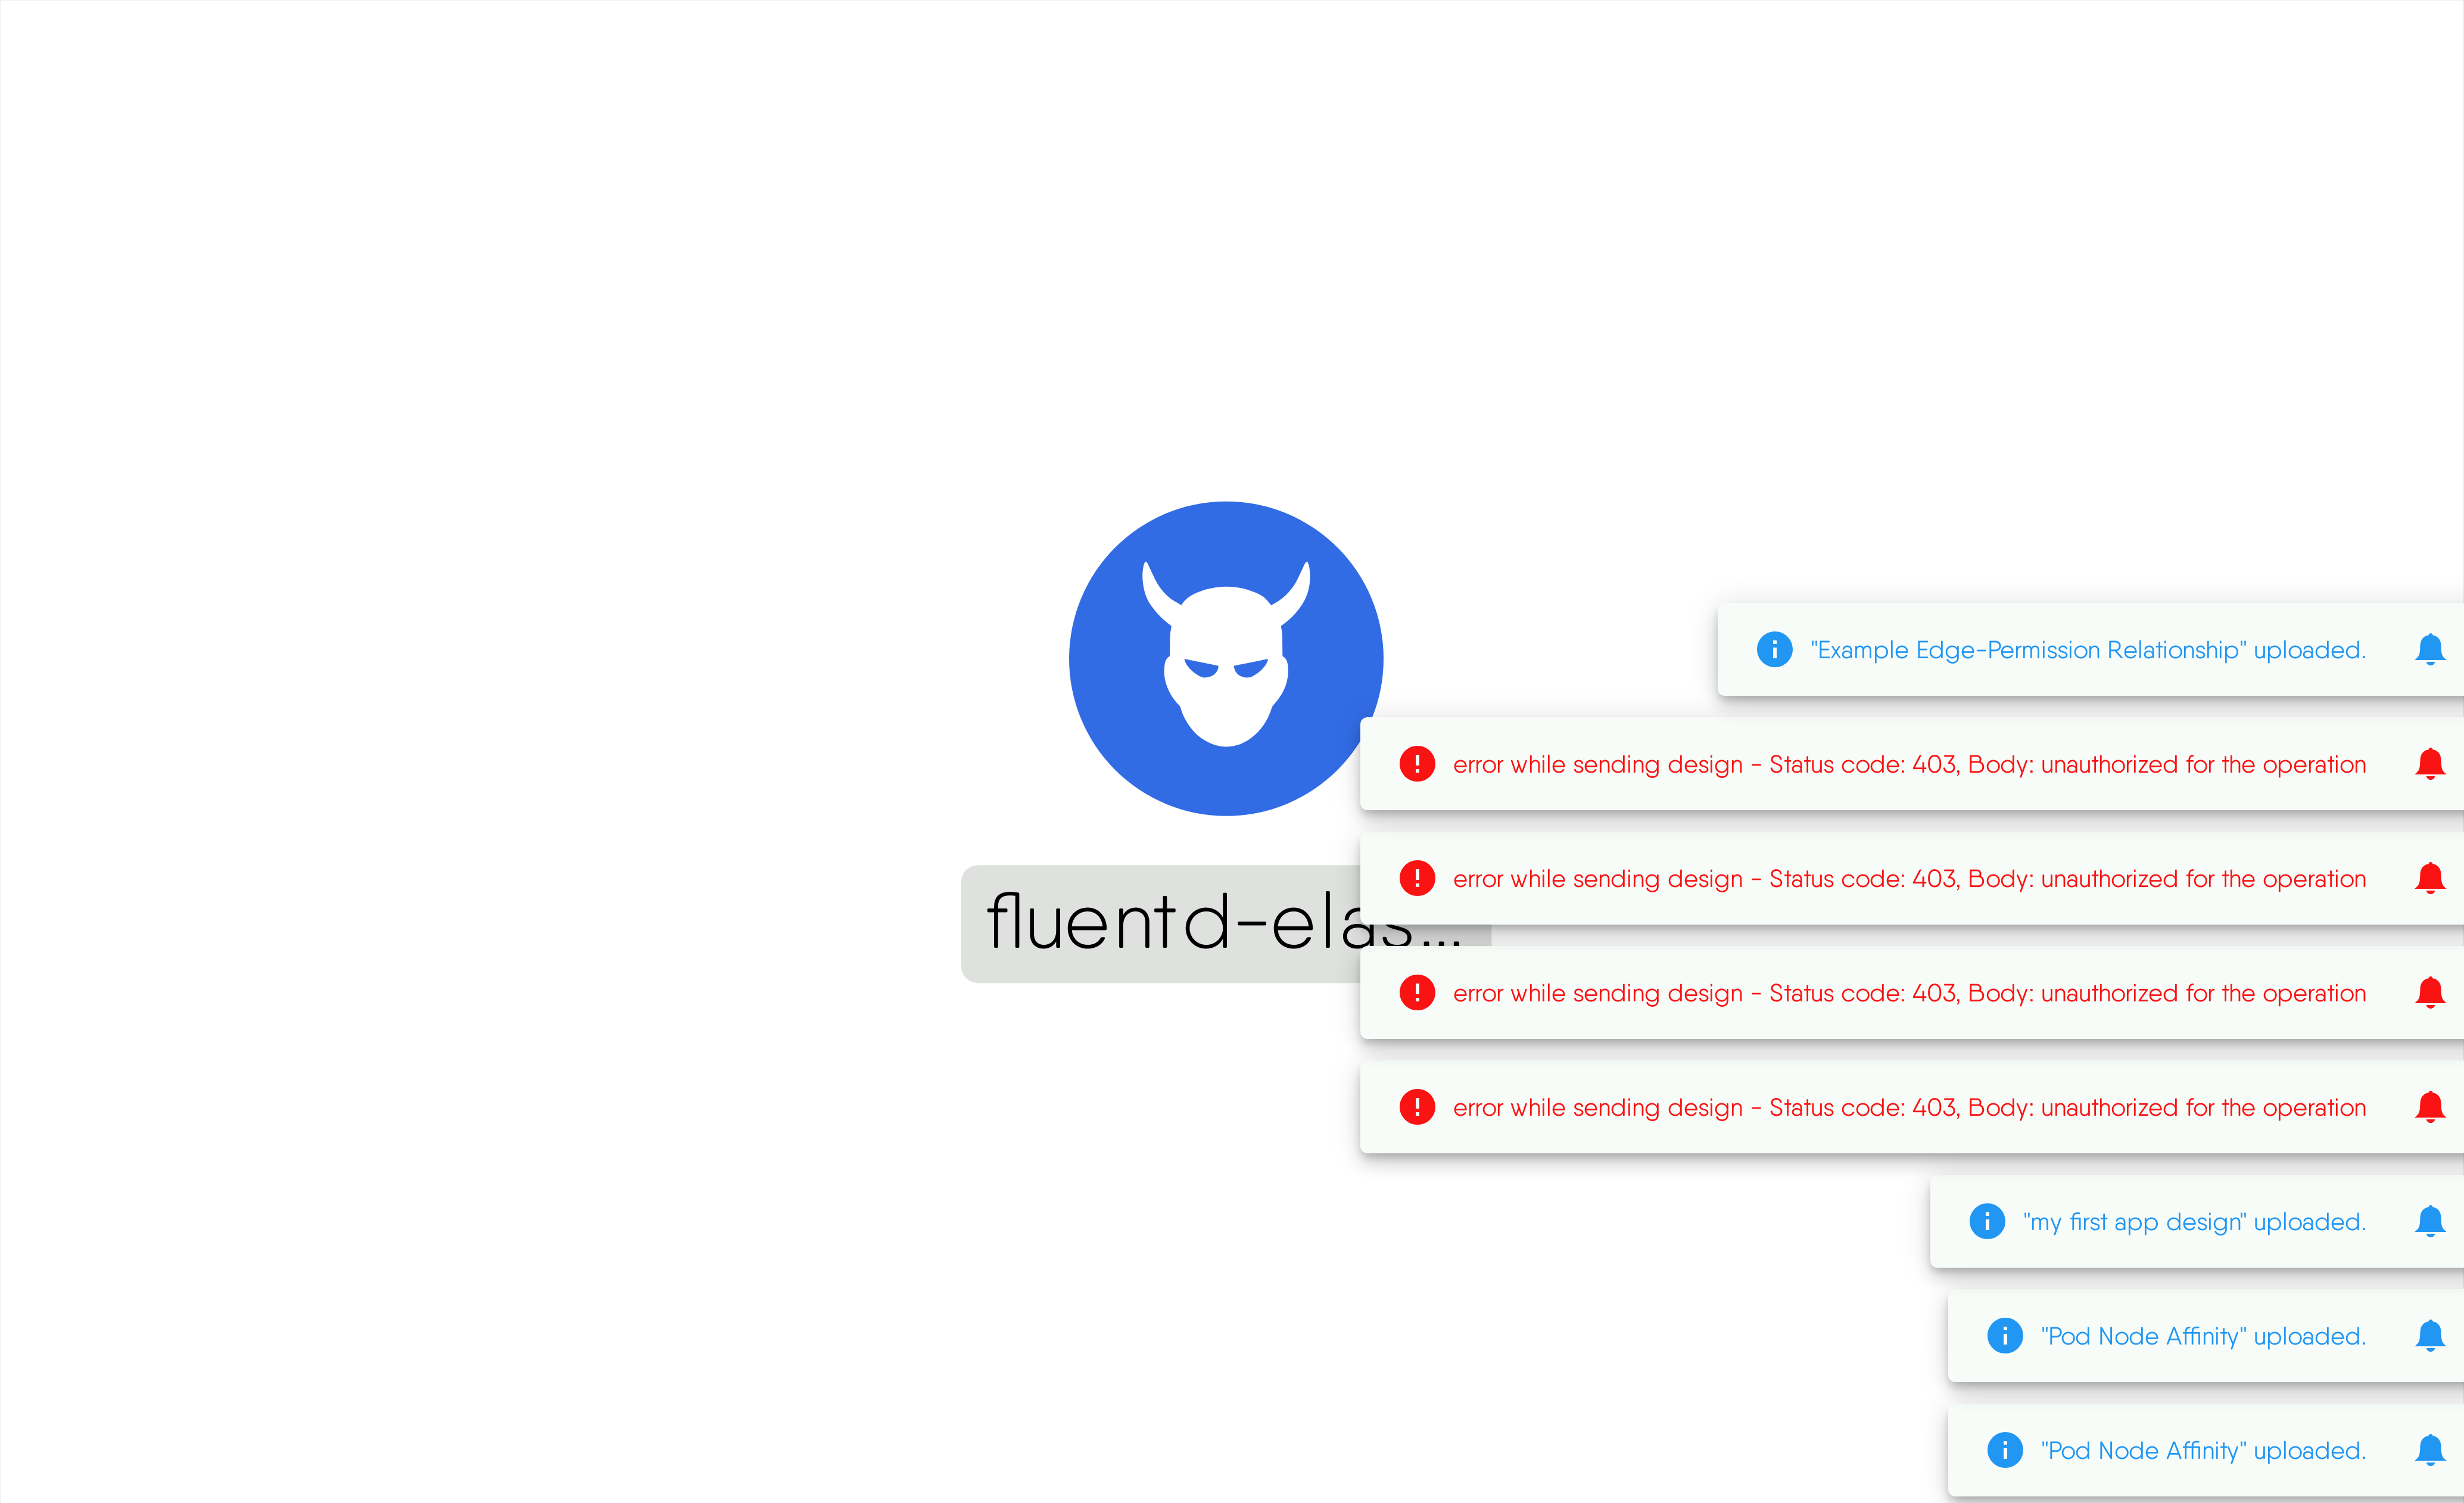 "Example Edge-Permission Relationship" uploaded.
error while sending design - Status code: 403, Body: unauthorized for the operation
fluentd-elas...
error while sending design - Status code: 403, Body: unauthorized for the operation
error while sending design - Status code: 403, Body: unauthorized for the operation
error while sending design - Status code: 403, Body: unauthorized for the operation
"my first app design" uploaded.
"Pod Node Affinity" uploaded.
"Pod Node Affinity" uploaded.